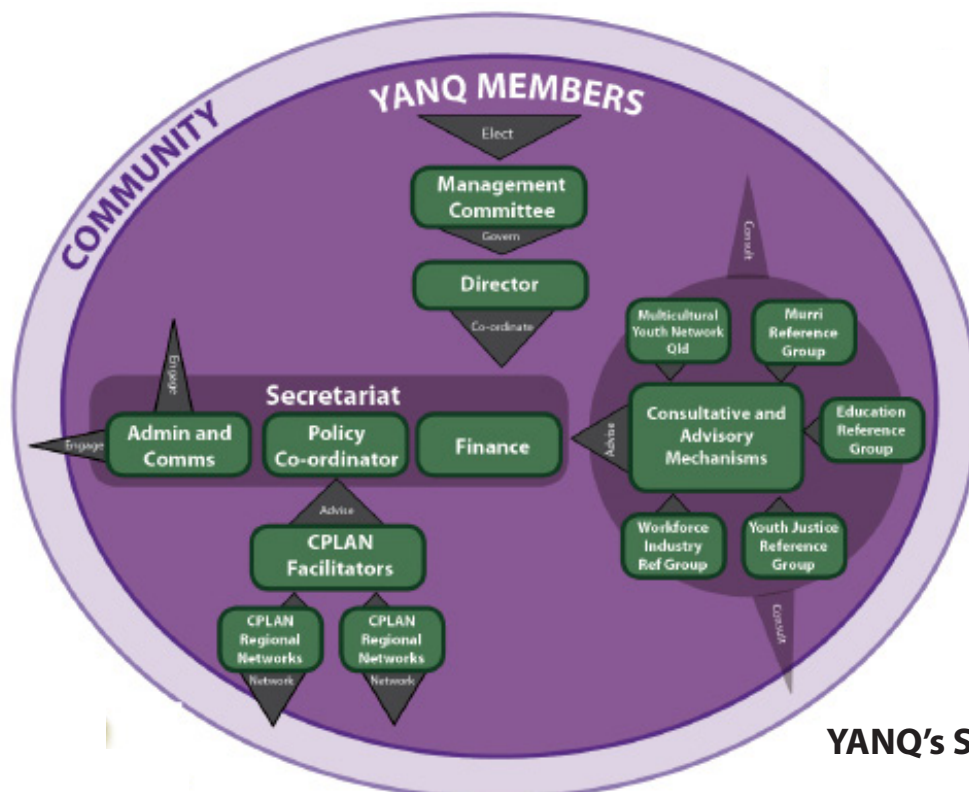 COMMUNITY
YANQ MEMBERS
Elect
Management
Committee
Govern
Director
Co-ordinate
Secretariat
Engage
Engage
Admin and
Comms
Policy
Co-ordinator
Finance
Advise
CPLAN
Facilitators
CPLAN
Regional
Networks
Network
CPLAN
Regional
Networks
Network
Consult
Multicultural
Youth Network
Qld
Murri
Reference
Group
Advise
Consultative and
Advisory
Mechanisms
Education
Reference
Group
Workforce
Industry
Ref Group
Youth Justice
Reference
Group
Consult
YANQ's S